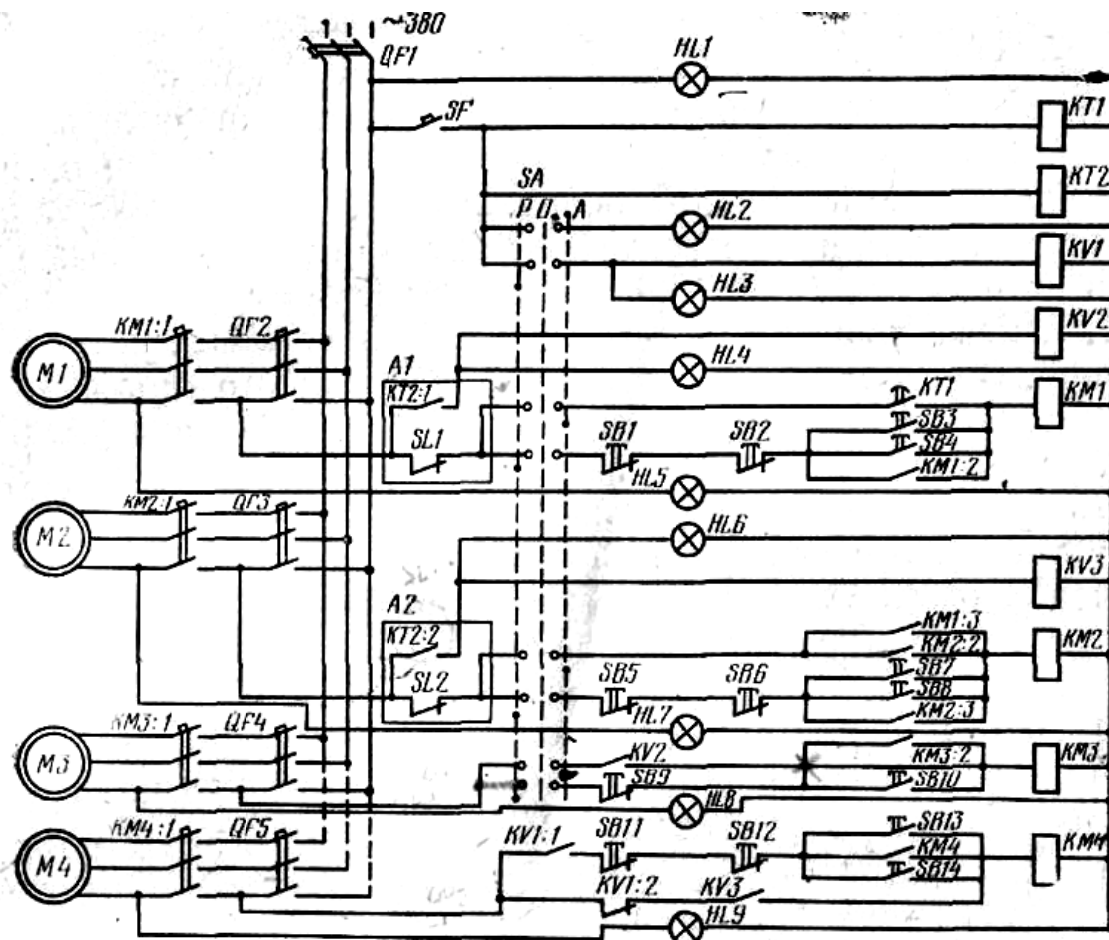 ~380
QF1
HL1
SF
KT1
SA
KT2
Р О А
HL2
KV1
HL3
KM1:1 QF2
KV2
M1
A1
HL4
KT2:1
KT1
KM1
SL1
SB1
SB2
SB3
SB4
KM1:2
HL5
KM2:1 QF3
HL6
M2
KV3
A2
KT2:2
KM1:3
KM2:2
KM2
SL2
SB5
SB6
SB7
SB8
KM2:3
HL7
KM3:1 QF4
M3
KV2
KM3:2
KM3
SB9
SB10
HL8
KM4:1 QF5
KV1:1
SB11
SB12
SB13
M4
KM4
KM4
SB14
KV1:2
KV3
HL9